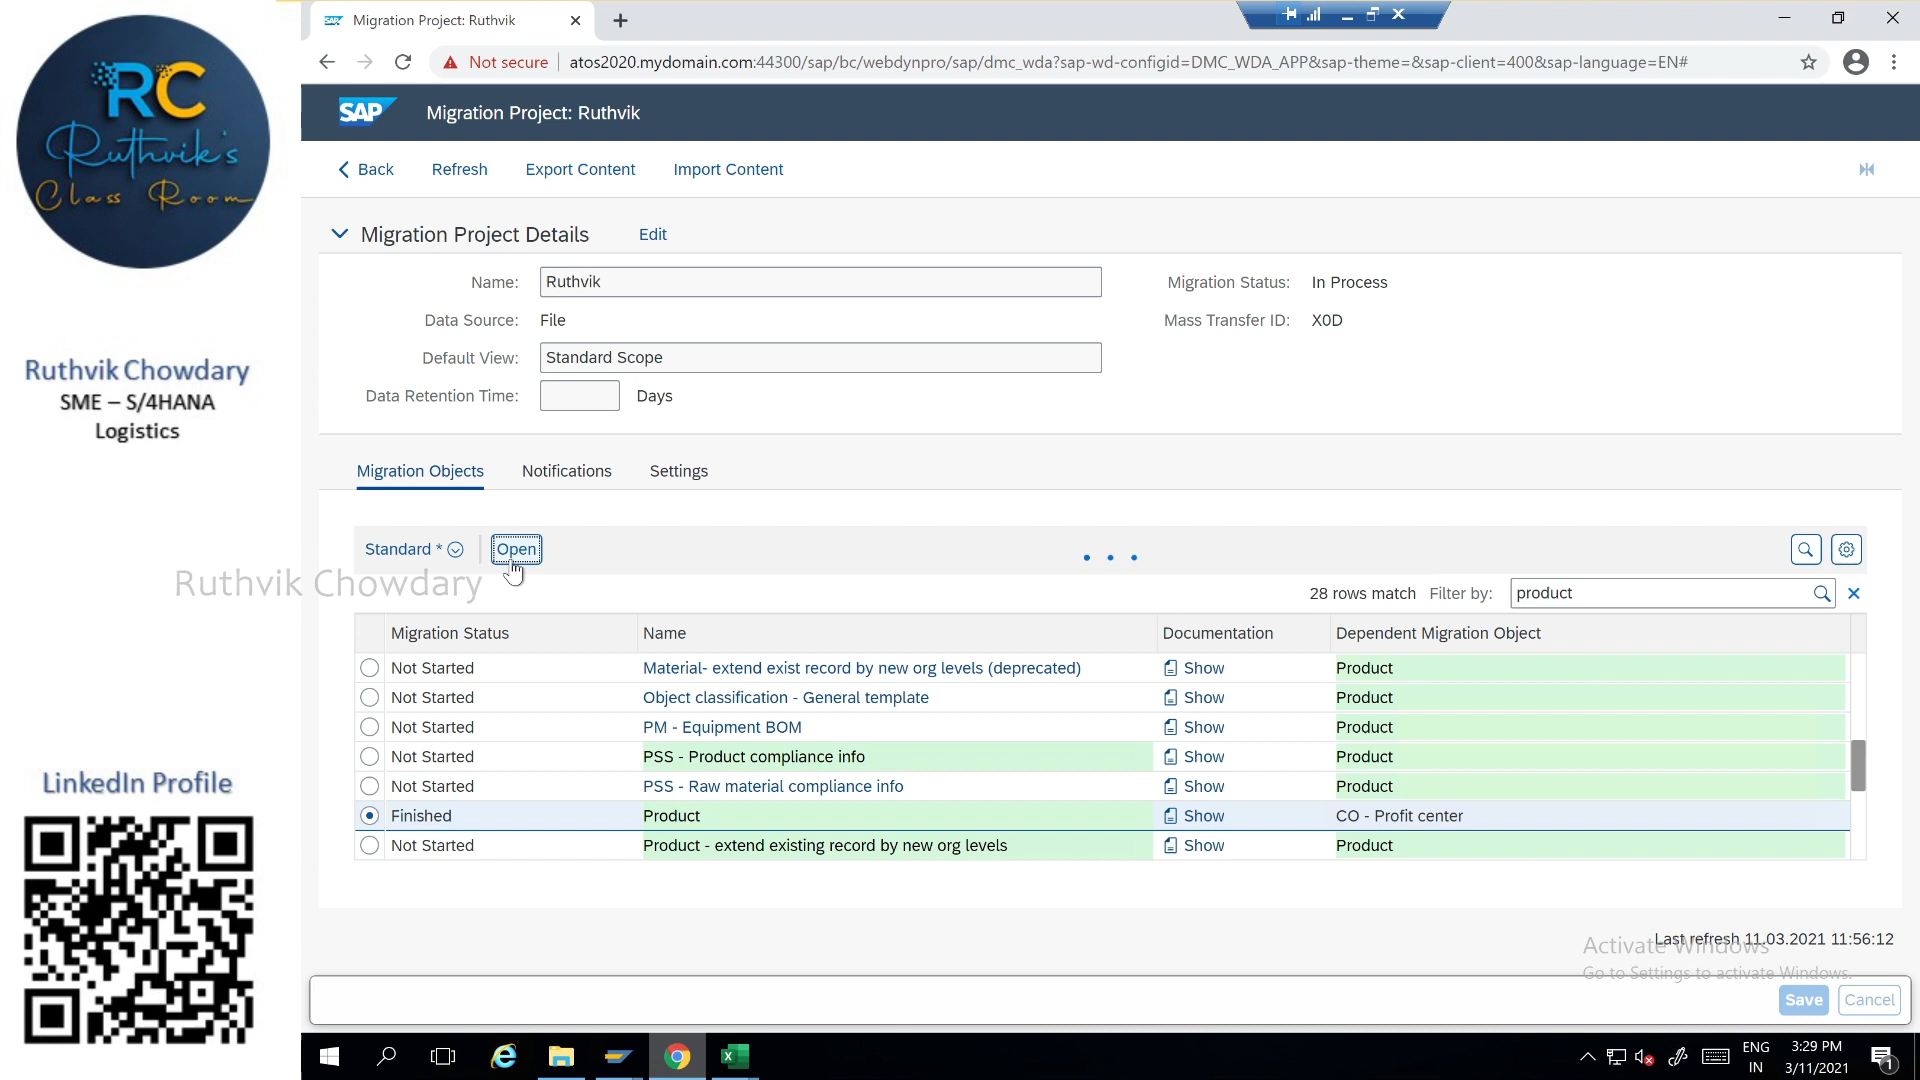 RC
Ruthvik's
Class Room
Ruthvik Chowdary
SME – S/4HANA
Logistics
LinkedIn Profile
Migration Project: Ruthvik
Not secure
atos2020.mydomain.com:44300/sap/bc/webdynpro/sap/dmc_wda?sap-wd-configid=DMC_WDA_APP&sap-theme=&sap-client=400&sap-language=EN#
SAP Migration Project: Ruthvik
Back Refresh Export Content Import Content
Migration Project Details Edit
Name: Ruthvik Migration Status: In Process
Data Source: File Mass Transfer ID: X0D
Default View: Standard Scope
Data Retention Time: Days
Migration Objects Notifications Settings
Standard * Open
Ruthvik Chowdary
28 rows match Filter by: product
Migration Status Name Documentation Dependent Migration Object
Not Started Material- extend exist record by new org levels (deprecated) Show Product
Not Started Object classification - General template Show Product
Not Started PM - Equipment BOM Show Product
Not Started PSS - Product compliance info Show Product
Not Started PSS - Raw material compliance info Show Product
Finished Product Show CO - Profit center
Not Started Product - extend existing record by new org levels Show Product
Last refresh 11.03.2021 11:56:12
Activate Windows
Go to Settings to activate Windows.
Save Cancel
ENG 3:29 PM
IN 3/11/2021
1